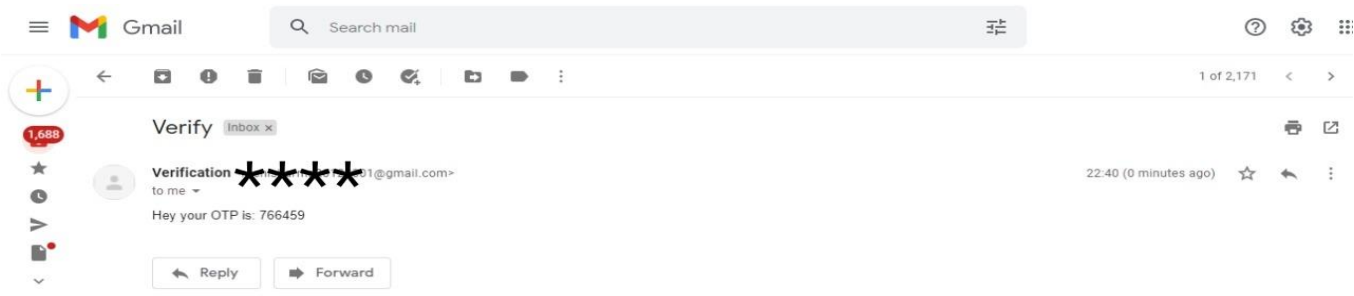 Gmail
Search mail
1 of 2,171
Verify Inbox x
1,688
Verification **** 1@gmail.com>
22:40 (0 minutes ago)
to me
Hey your OTP is: 766459
Reply
Forward